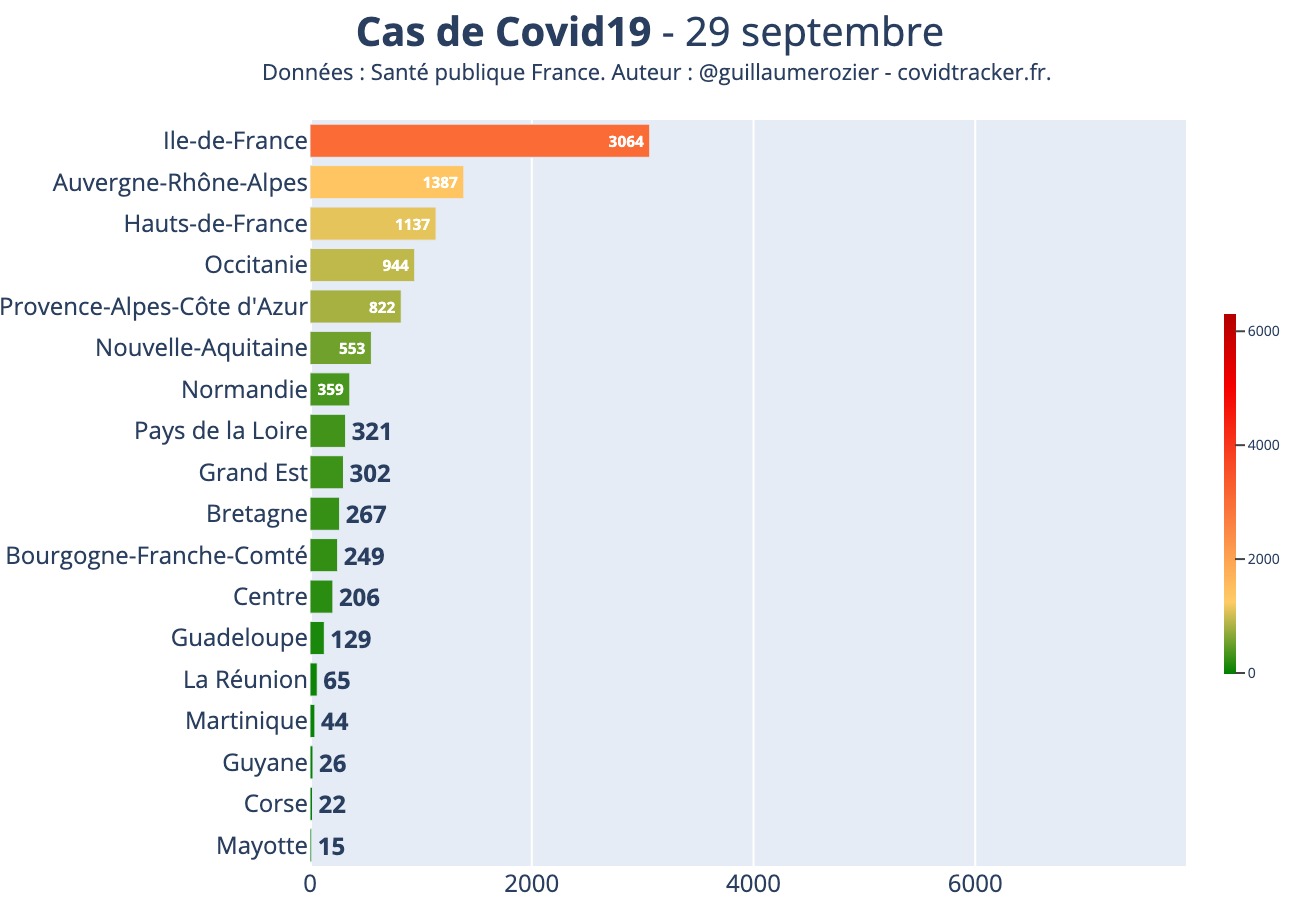 Cas de Covid19 - 29 septembre
Données : Santé publique France. Auteur : @guillaumerozier - covidtracker.fr.
Ile-de-France 3064
Auvergne-Rhône-Alpes 1387
Hauts-de-France 1137
Occitanie 944
Provence-Alpes-Côte d'Azur 822
Nouvelle-Aquitaine 553
Normandie 359
Pays de la Loire 321
Grand Est 302
Bretagne 267
Bourgogne-Franche-Comté 249
Centre 206
Guadeloupe 129
La Réunion 65
Martinique 44
Guyane 26
Corse 22
Mayotte 15
0 2000 4000 6000
6000
4000
2000
0